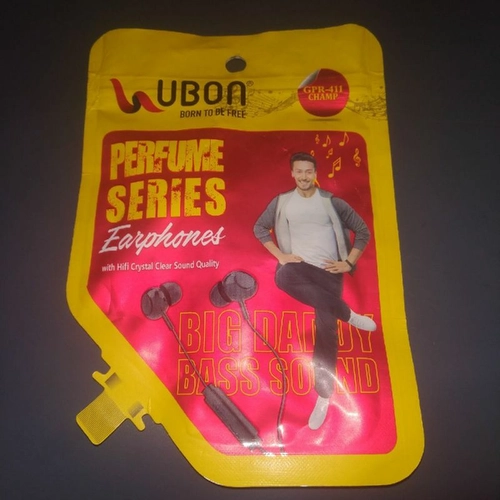 UBON®
BORN TO BE FREE
GPR-411
CHAMP
PERFUME
SERIES
Earphones
with Hifi Crystal Clear Sound Quality
BIG DADDY
BASS SOUND